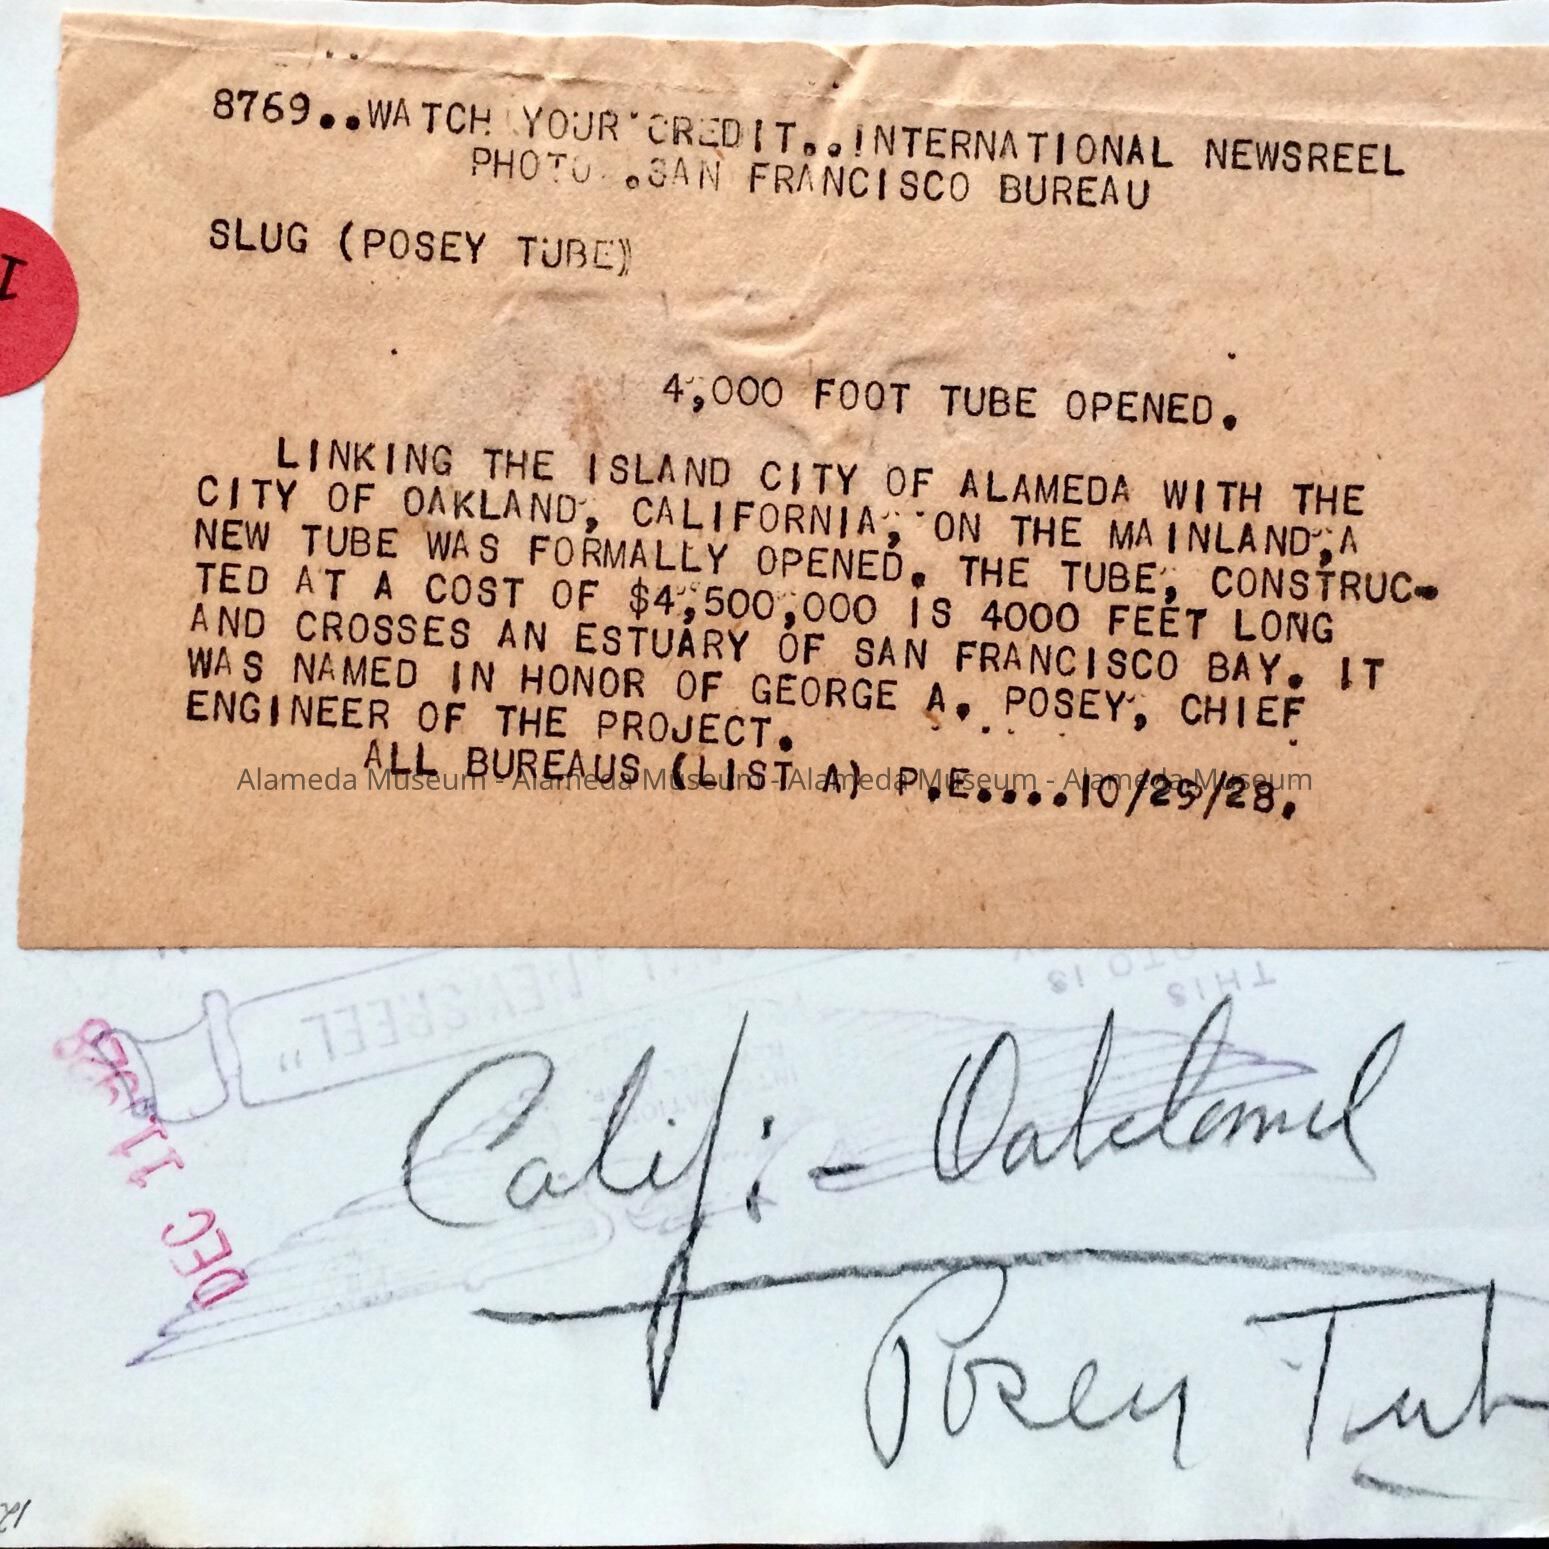 8769..WATCH YOUR CREDIT..INTERNATIONAL NEWSREEL
PHOTO .SAN FRANCISCO BUREAU
SLUG (POSEY TUBE)
4,000 FOOT TUBE OPENED.
LINKING THE ISLAND CITY OF ALAMEDA WITH THE
CITY OF OAKLAND, CALIFORNIA, ON THE MAINLAND,A
NEW TUBE WAS FORMALLY OPENED. THE TUBE, CONSTRUC-
TED AT A COST OF $4,500,000 IS 4000 FEET LONG
AND CROSSES AN ESTUARY OF SAN FRANCISCO BAY. IT
WAS NAMED IN HONOR OF GEORGE A. POSEY, CHIEF
ENGINEER OF THE PROJECT.
ALL BUREAUS (LIST A) P.E....10/25/28.
Alameda Museum - Alameda Museum - Alameda Museum - Alameda Museum
THIS
NEWSREEL"
Calif: - Oakland
DEC 11
Posey Tub
1